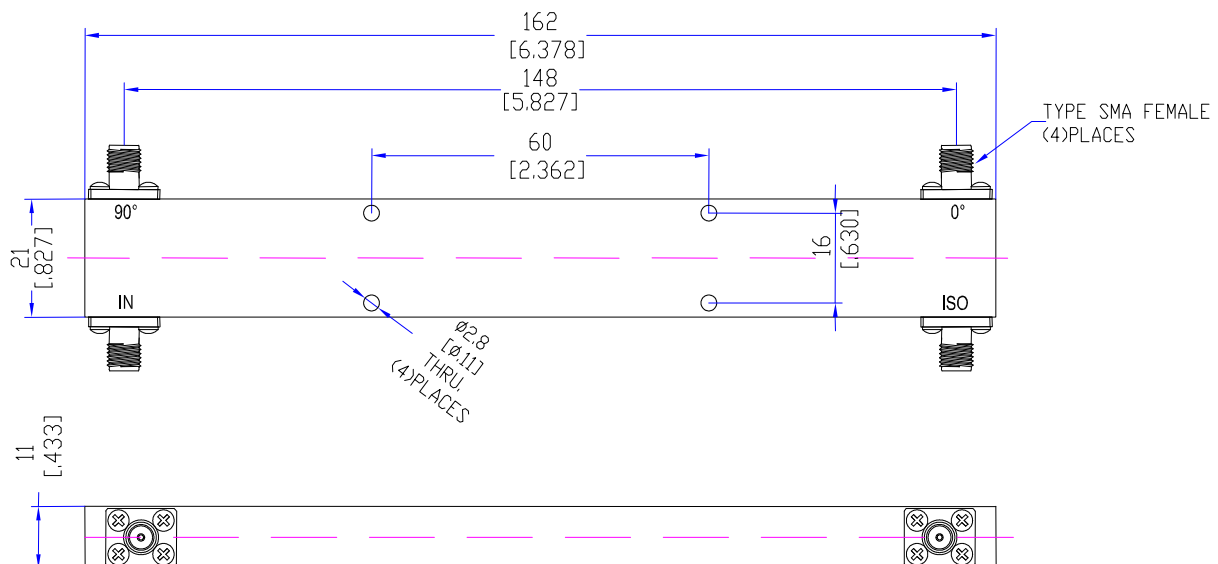 162
[6.378]
148
[5.827]
TYPE SMA FEMALE
(4)PLACES
60
[2.362]
90°
0°
21
[.827]
16
[.630]
IN
ISO
Ø2.8
[Ø.11]
THRU,
(4)PLACES
11
[.433]